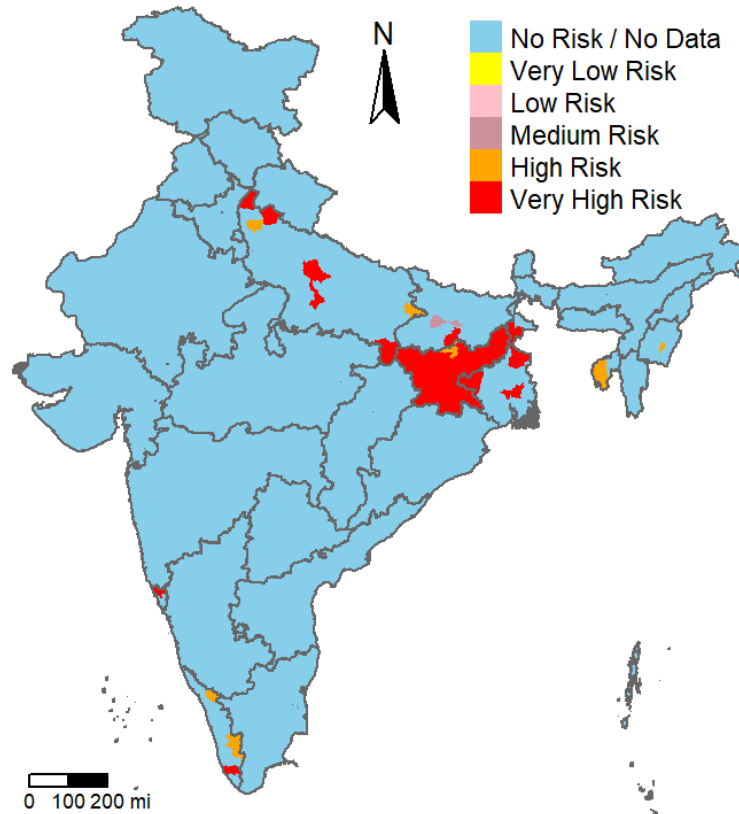 N
No Risk / No Data
Very Low Risk
Low Risk
Medium Risk
High Risk
Very High Risk
0 100 200 mi